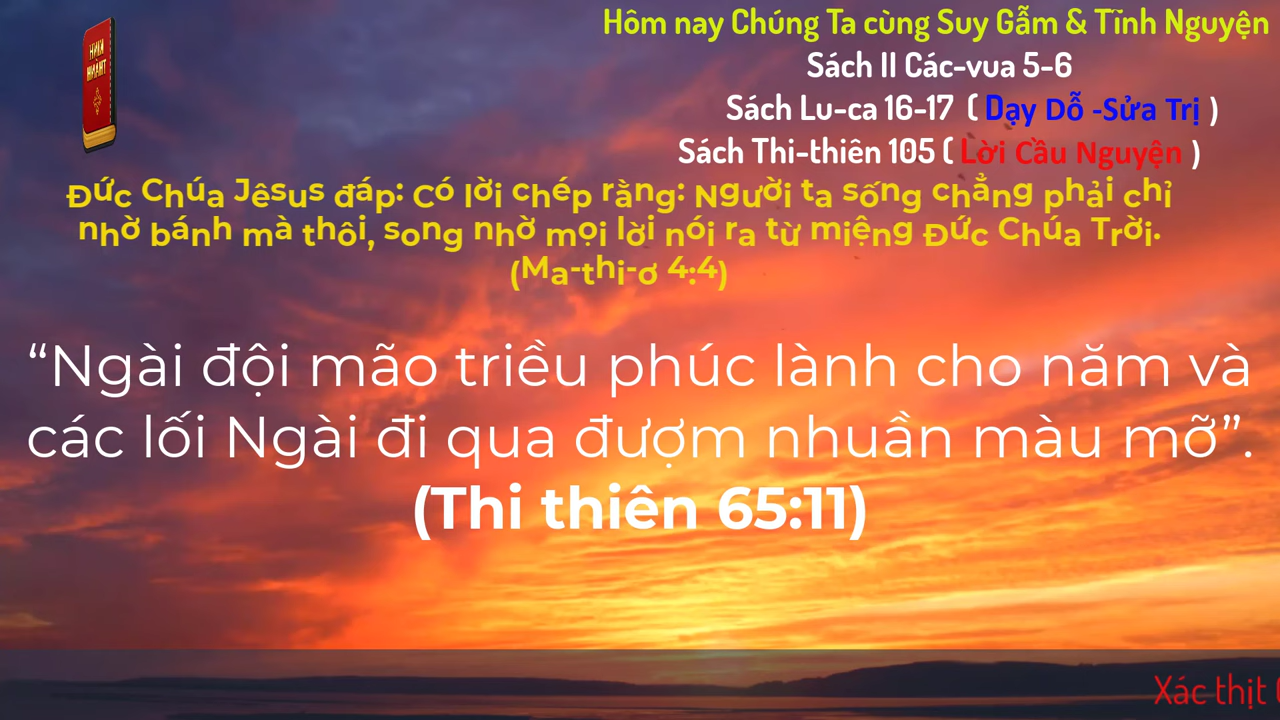 Hôm nay Chúng Ta cùng Suy Gẫm & Tĩnh Nguyện
Sách II Các-vua 5-6
Sách Lu-ca 16-17 ( Dạy Dỗ -Sửa Trị )
Sách Thi-thiên 105 ( Lời Cầu Nguyện )
KINH
THÁNH
Đức Chúa Jêsus đáp: Có lời chép rằng: Người ta sống chẳng phải chỉ
nhờ bánh mà thôi, song nhờ mọi lời nói ra từ miệng Đức Chúa Trời.
(Ma-thi-ơ 4:4)
“Ngài đội mão triều phúc lành cho năm và
các lối Ngài đi qua đượm nhuần màu mỡ”.
(Thi thiên 65:11)
Xác thịt